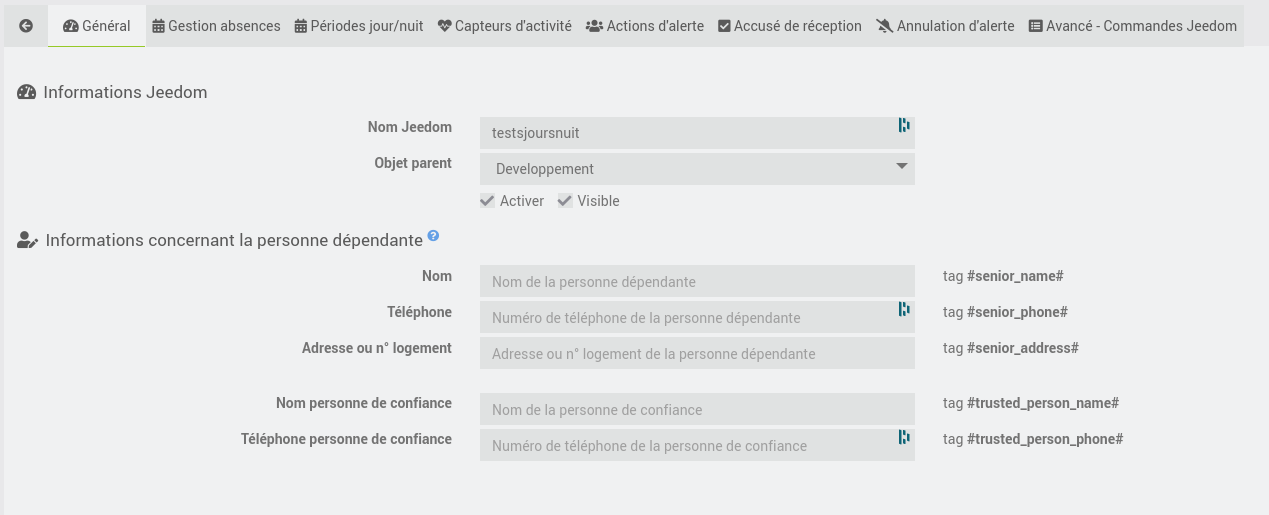 Général Gestion absences Périodes jour/nuit Capteurs d'activité Actions d'alerte Accusé de réception Annulation d'alerte Avancé - Commandes Jeedom
Informations Jeedom
Nom Jeedom testsjoursnuit
Objet parent Developpement
Activer Visible
Informations concernant la personne dépendante ?
Nom Nom de la personne dépendante tag #senior_name#
Téléphone Numéro de téléphone de la personne dépendante tag #senior_phone#
Adresse ou n° logement Adresse ou n° logement de la personne dépendante tag #senior_address#
Nom personne de confiance Nom de la personne de confiance tag #trusted_person_name#
Téléphone personne de confiance Numéro de téléphone de la personne de confiance tag #trusted_person_phone#